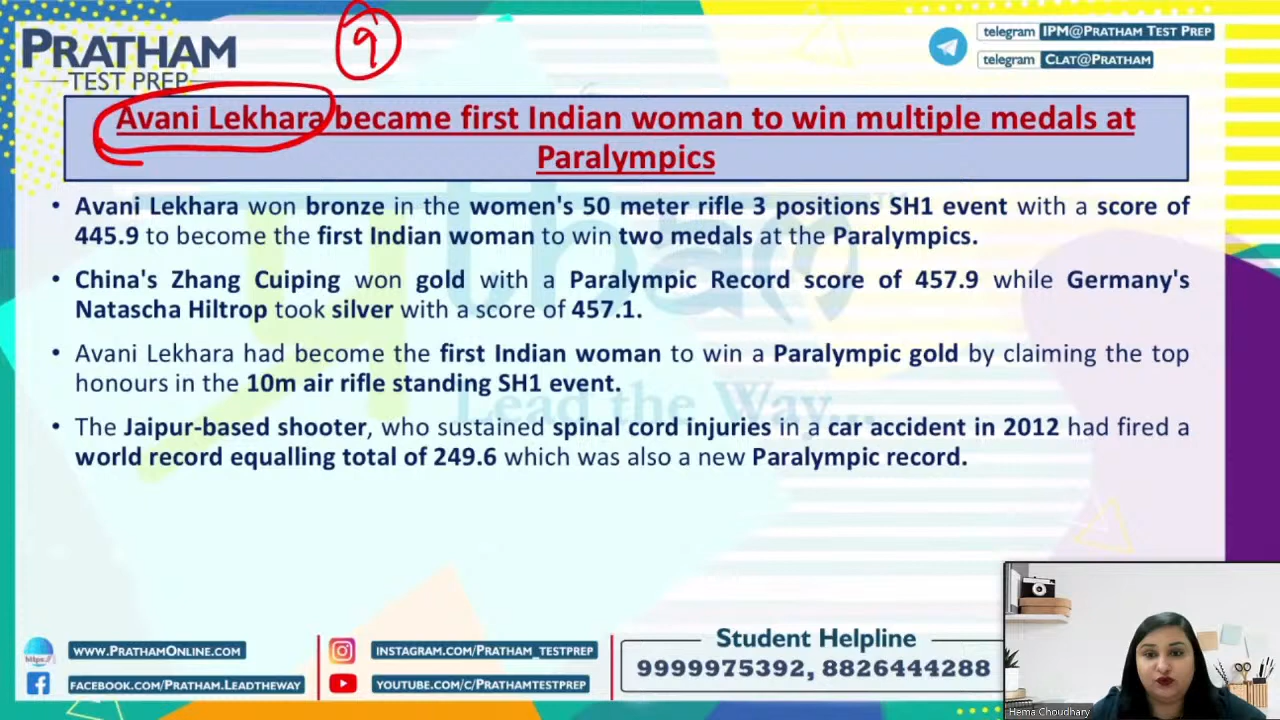 9
PRATHAM
TEST PREP
telegram IPM@PRATHAM TEST PREP
telegram CLAT@PRATHAM
Avani Lekhara became first Indian woman to win multiple medals at
Paralympics
• Avani Lekhara won bronze in the women's 50 meter rifle 3 positions SH1 event with a score of
445.9 to become the first Indian woman to win two medals at the Paralympics.
• China's Zhang Cuiping won gold with a Paralympic Record score of 457.9 while Germany's
Natascha Hiltrop took silver with a score of 457.1.
• Avani Lekhara had become the first Indian woman to win a Paralympic gold by claiming the top
honours in the 10m air rifle standing SH1 event.
Lead the Way...
• The Jaipur-based shooter, who sustained spinal cord injuries in a car accident in 2012 had fired a
world record equalling total of 249.6 which was also a new Paralympic record.
https://
WWW.PRATHAMONLINE.COM
INSTAGRAM.COM/PRATHAM_TESTPREP
FACEBOOK.COM/PRATHAM.LEADTHEWAY
YOUTUBE.COM/C/PRATHAMTESTPREP
Student Helpline
9999975392, 8826444288
Hema Choudhary